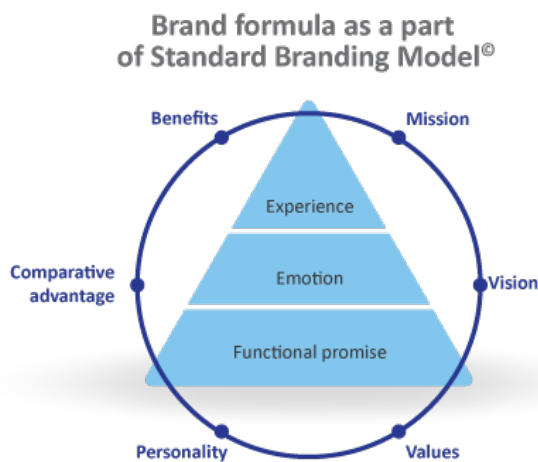 Brand formula as a part
of Standard Branding Model©
Benefits
Mission
Experience
Comparative
advantage
Emotion
Vision
Functional promise
Personality
Values